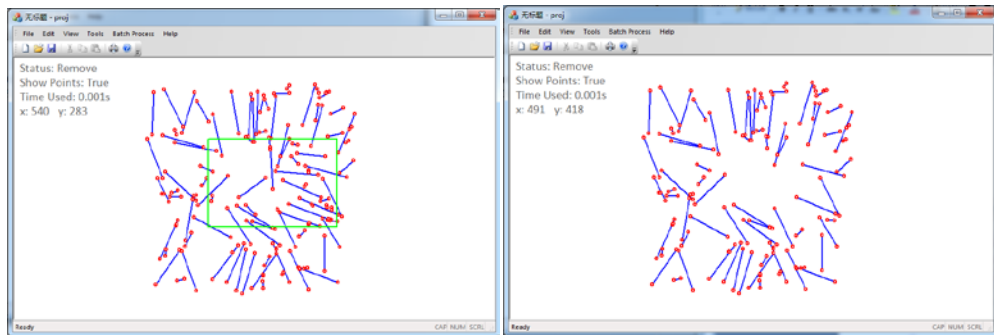 无标题 - proj
File Edit View Tools Batch Process Help
Status: Remove
Show Points: True
Time Used: 0.001s
x: 540 y: 283
Ready
CAP NUM SCRL
无标题 - proj
File Edit View Tools Batch Process Help
Status: Remove
Show Points: True
Time Used: 0.001s
x: 491 y: 418
Ready
CAP NUM SCRL